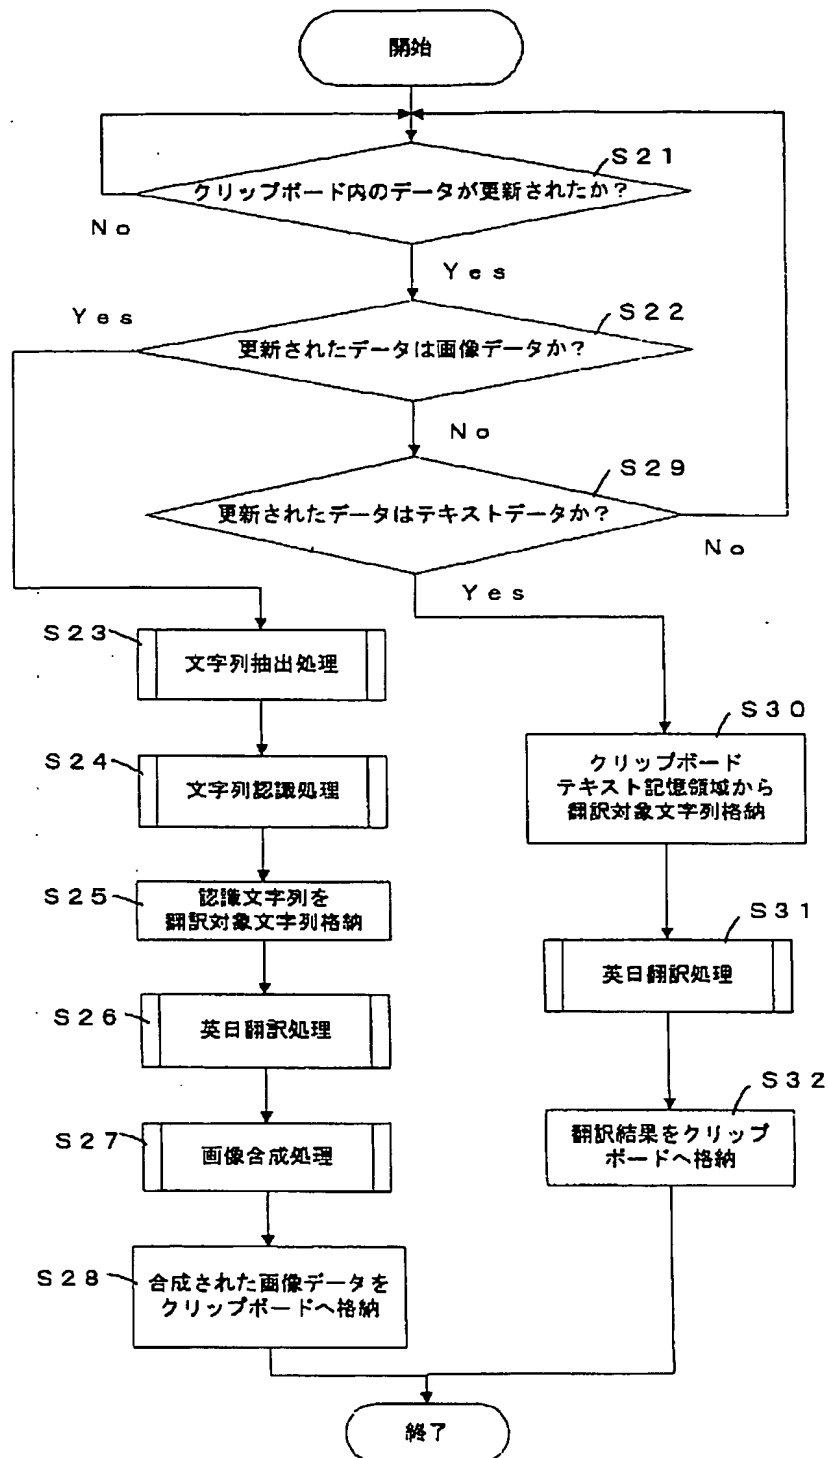 開始
S21
クリップボード内のデータが更新されたか?
No
Yes
S22
Yes
更新されたデータは画像データか?
No
S29
更新されたデータはテキストデータか?
No
Yes
S23
文字列抽出処理
S30
クリップボード
テキスト記憶領域から
翻訳対象文字列格納
S24
文字列認識処理
S25
認識文字列を
翻訳対象文字列格納
S31
英日翻訳処理
S26
英日翻訳処理
S32
翻訳結果をクリップ
ボードへ格納
S27
画像合成処理
S28
合成された画像データを
クリップボードへ格納
終了